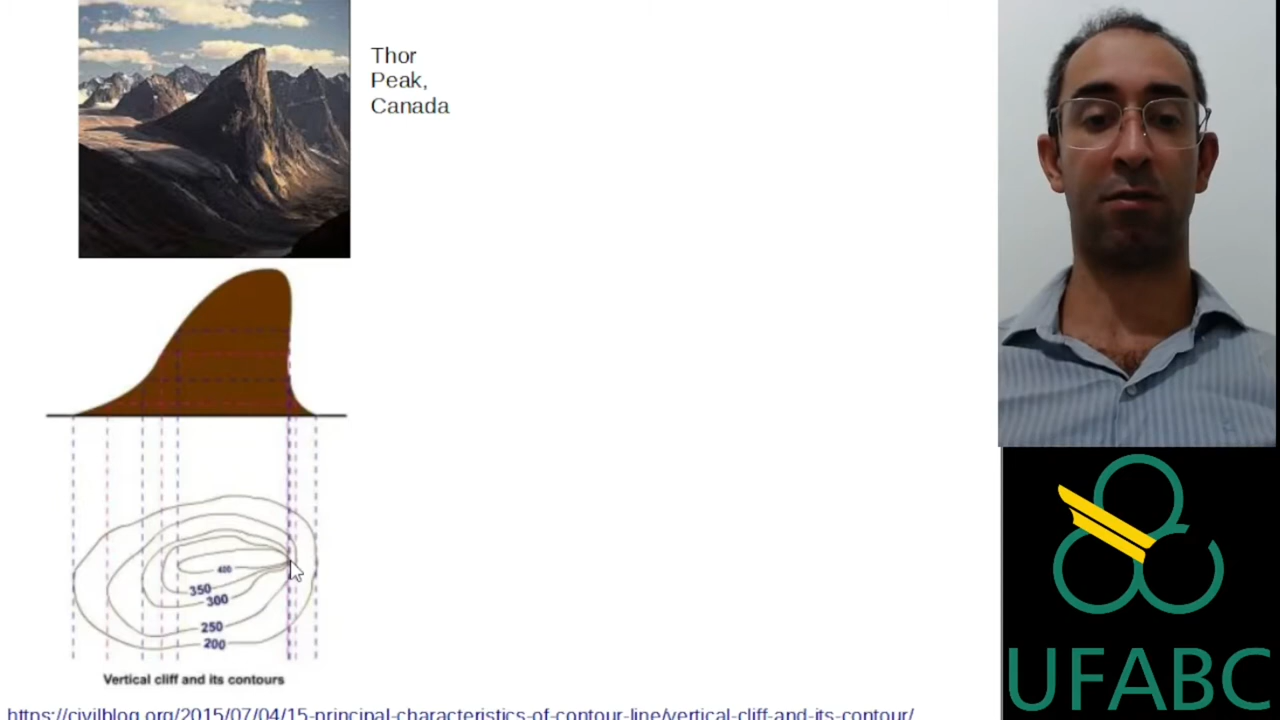 Thor
Peak,
Canada
400
350
300
250
200
Vertical cliff and its contours
https://civilblog.org/2015/07/04/15-principal-characteristics-of-contour-line/vertical-cliff-and-its-contour/
UFABC